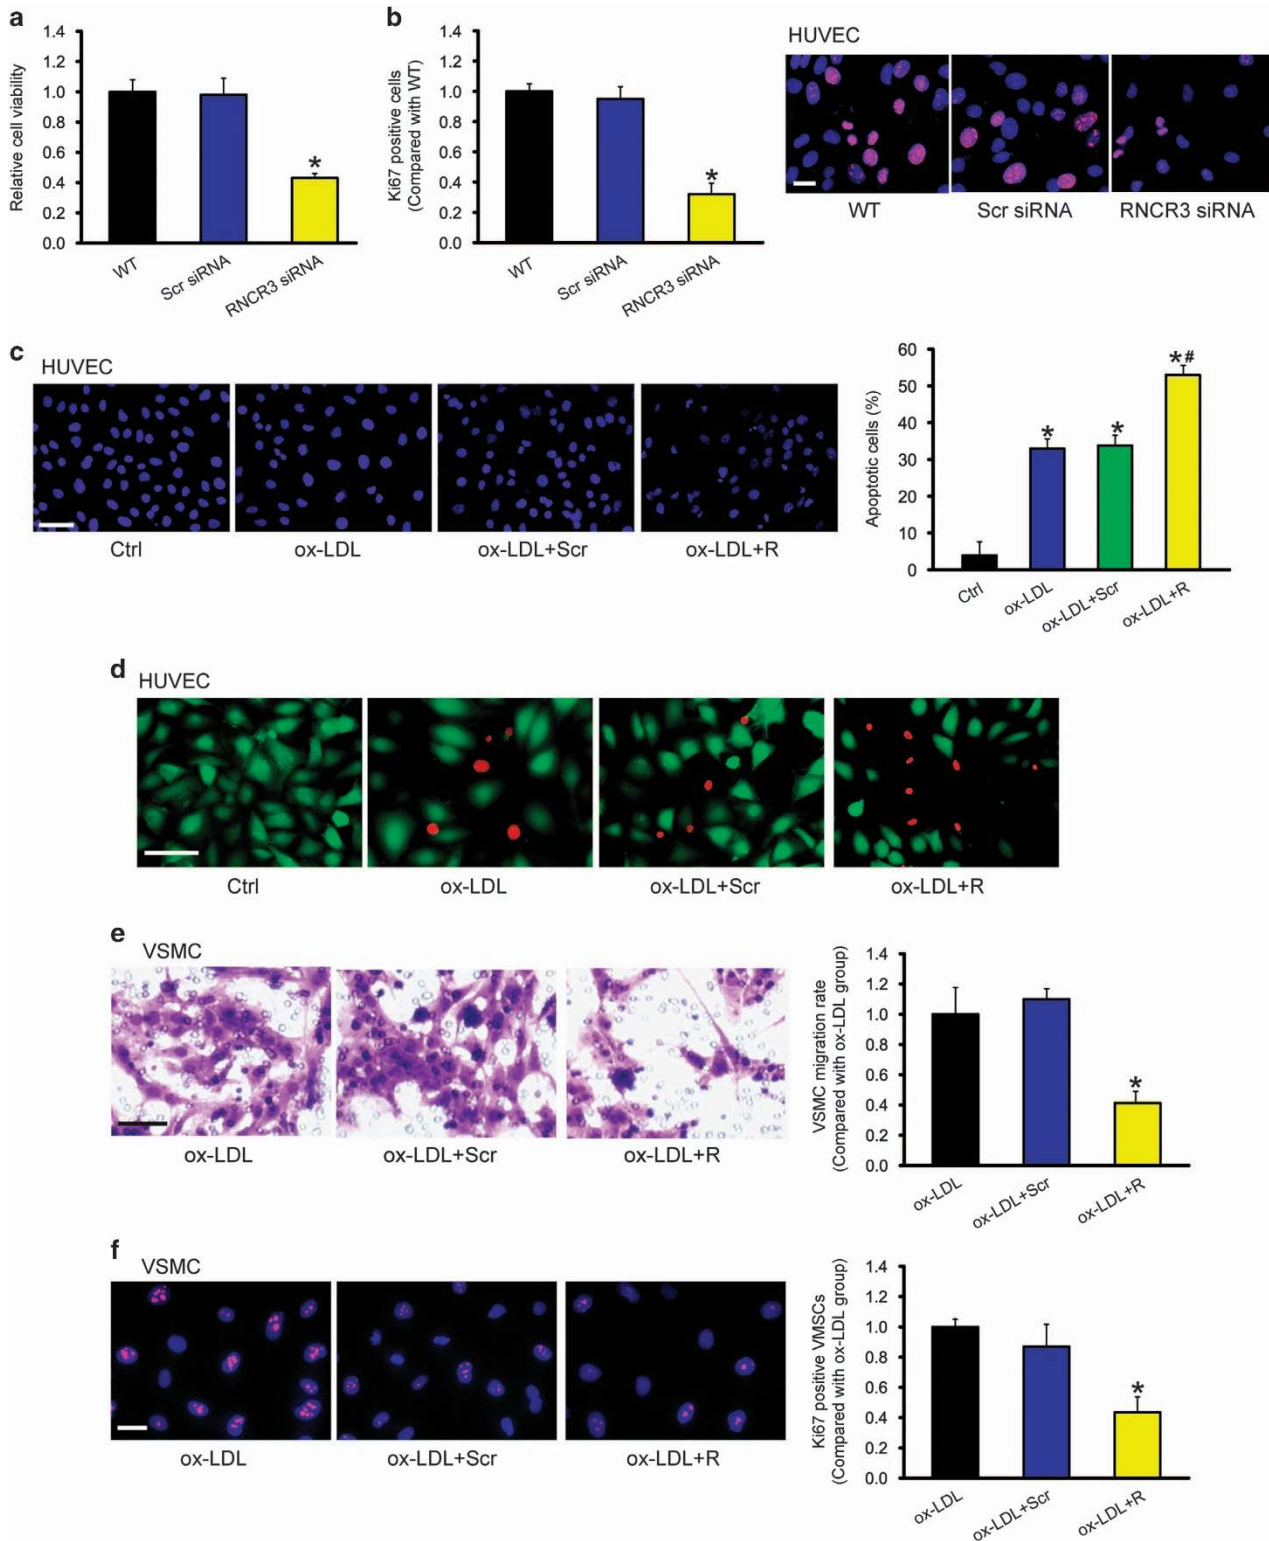 a
Relative cell viability
1.4
1.2
1.0
0.8
0.6
0.4
0.2
0.0
*
WT
Scr siRNA
RNCR3 siRNA
b
Ki67 positive cells
(Compared with WT)
1.4
1.2
1.0
0.8
0.6
0.4
0.2
0.0
*
WT
Scr siRNA
RNCR3 siRNA
HUVEC
WT
Scr siRNA
RNCR3 siRNA
c
HUVEC
Ctrl
ox-LDL
ox-LDL+Scr
ox-LDL+R
Apoptotic cells (%)
60
50
40
30
20
10
0
*
*
*#
Ctrl
ox-LDL
ox-LDL+Scr
ox-LDL+R
d
HUVEC
Ctrl
ox-LDL
ox-LDL+Scr
ox-LDL+R
e
VSMC
ox-LDL
ox-LDL+Scr
ox-LDL+R
VSMC migration rate
(Compared with ox-LDL group)
1.4
1.2
1.0
0.8
0.6
0.4
0.2
0.0
*
ox-LDL
ox-LDL+Scr
ox-LDL+R
f
VSMC
ox-LDL
ox-LDL+Scr
ox-LDL+R
Ki67 positive VMSCs
(Compared with ox-LDL group)
1.4
1.2
1.0
0.8
0.6
0.4
0.2
0.0
*
ox-LDL
ox-LDL+Scr
ox-LDL+R